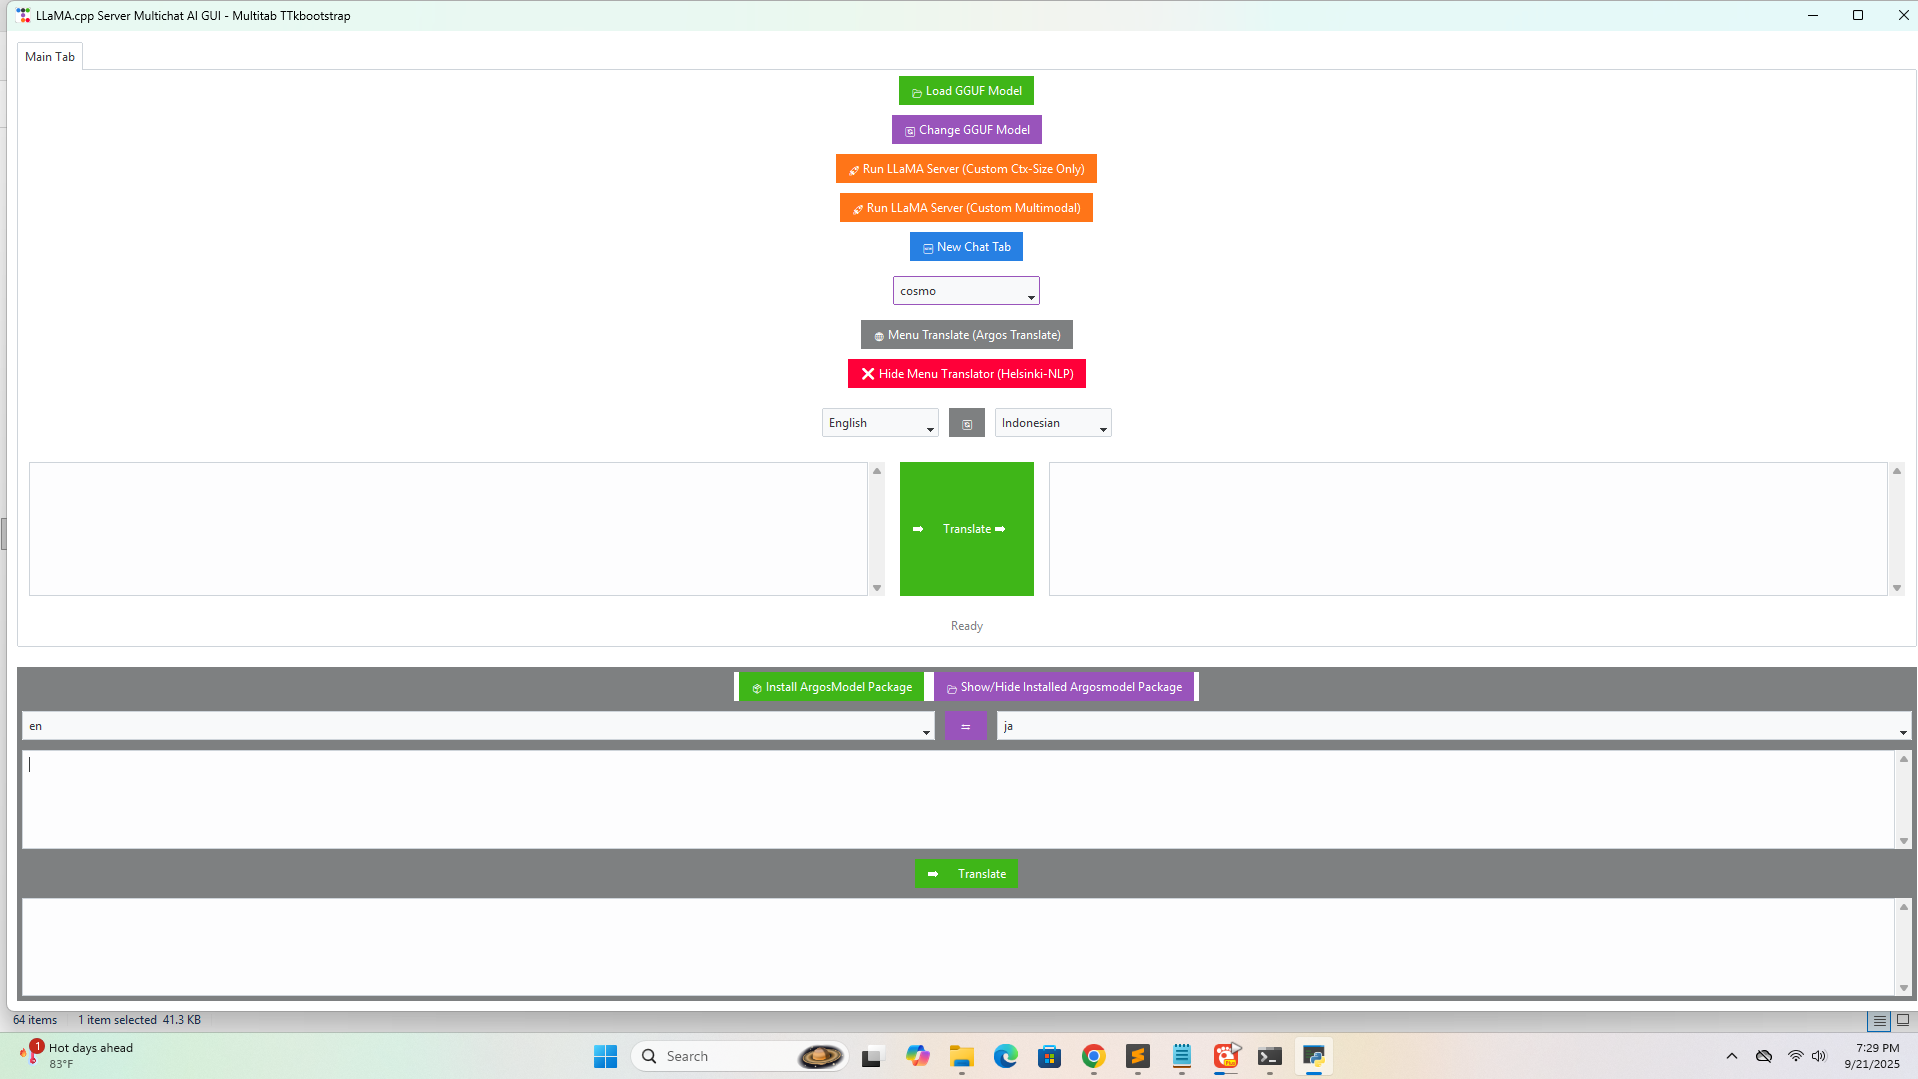 LLaMA.cpp Server Multichat AI GUI - Multitab TTkbootstrap
Main Tab
Load GGUF Model
Change GGUF Model
Run LLaMA Server (Custom Ctx-Size Only)
Run LLaMA Server (Custom Multimodal)
New Chat Tab
cosmo
Menu Translate (Argos Translate)
Hide Menu Translator (Helsinki-NLP)
English
Indonesian
Translate
Ready
Install ArgosModel Package
Show/Hide Installed Argosmodel Package
en
ja
Translate
64 items 1 item selected 41.3 KB
1
Hot days ahead
83°F
Search
7:29 PM
9/21/2025